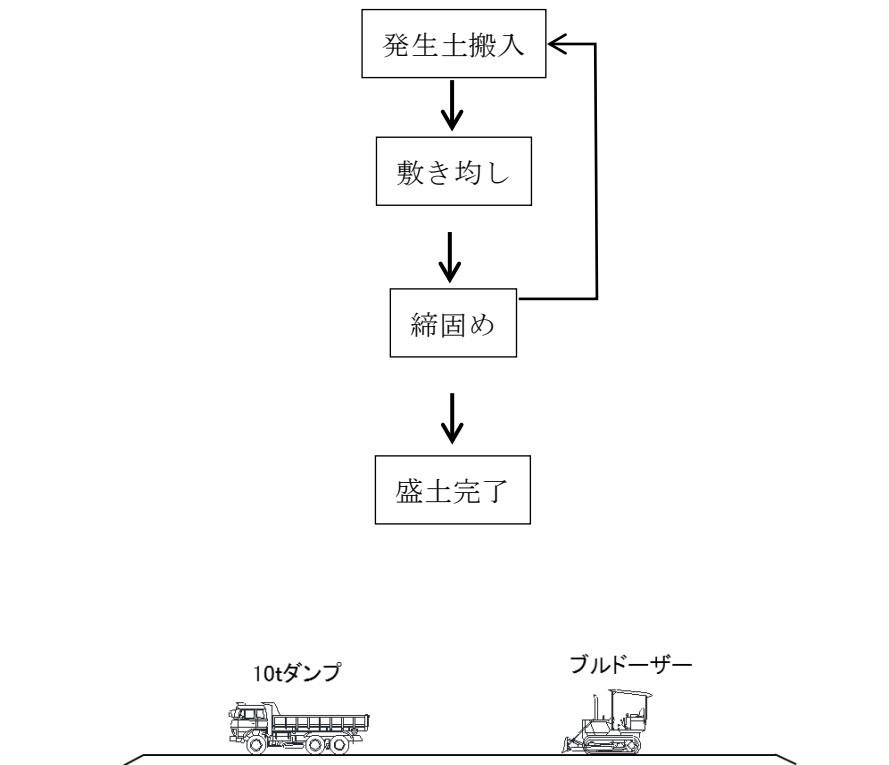 発生土搬入
敷き均し
締固め
盛土完了
10tダンプ
ブルドーザー